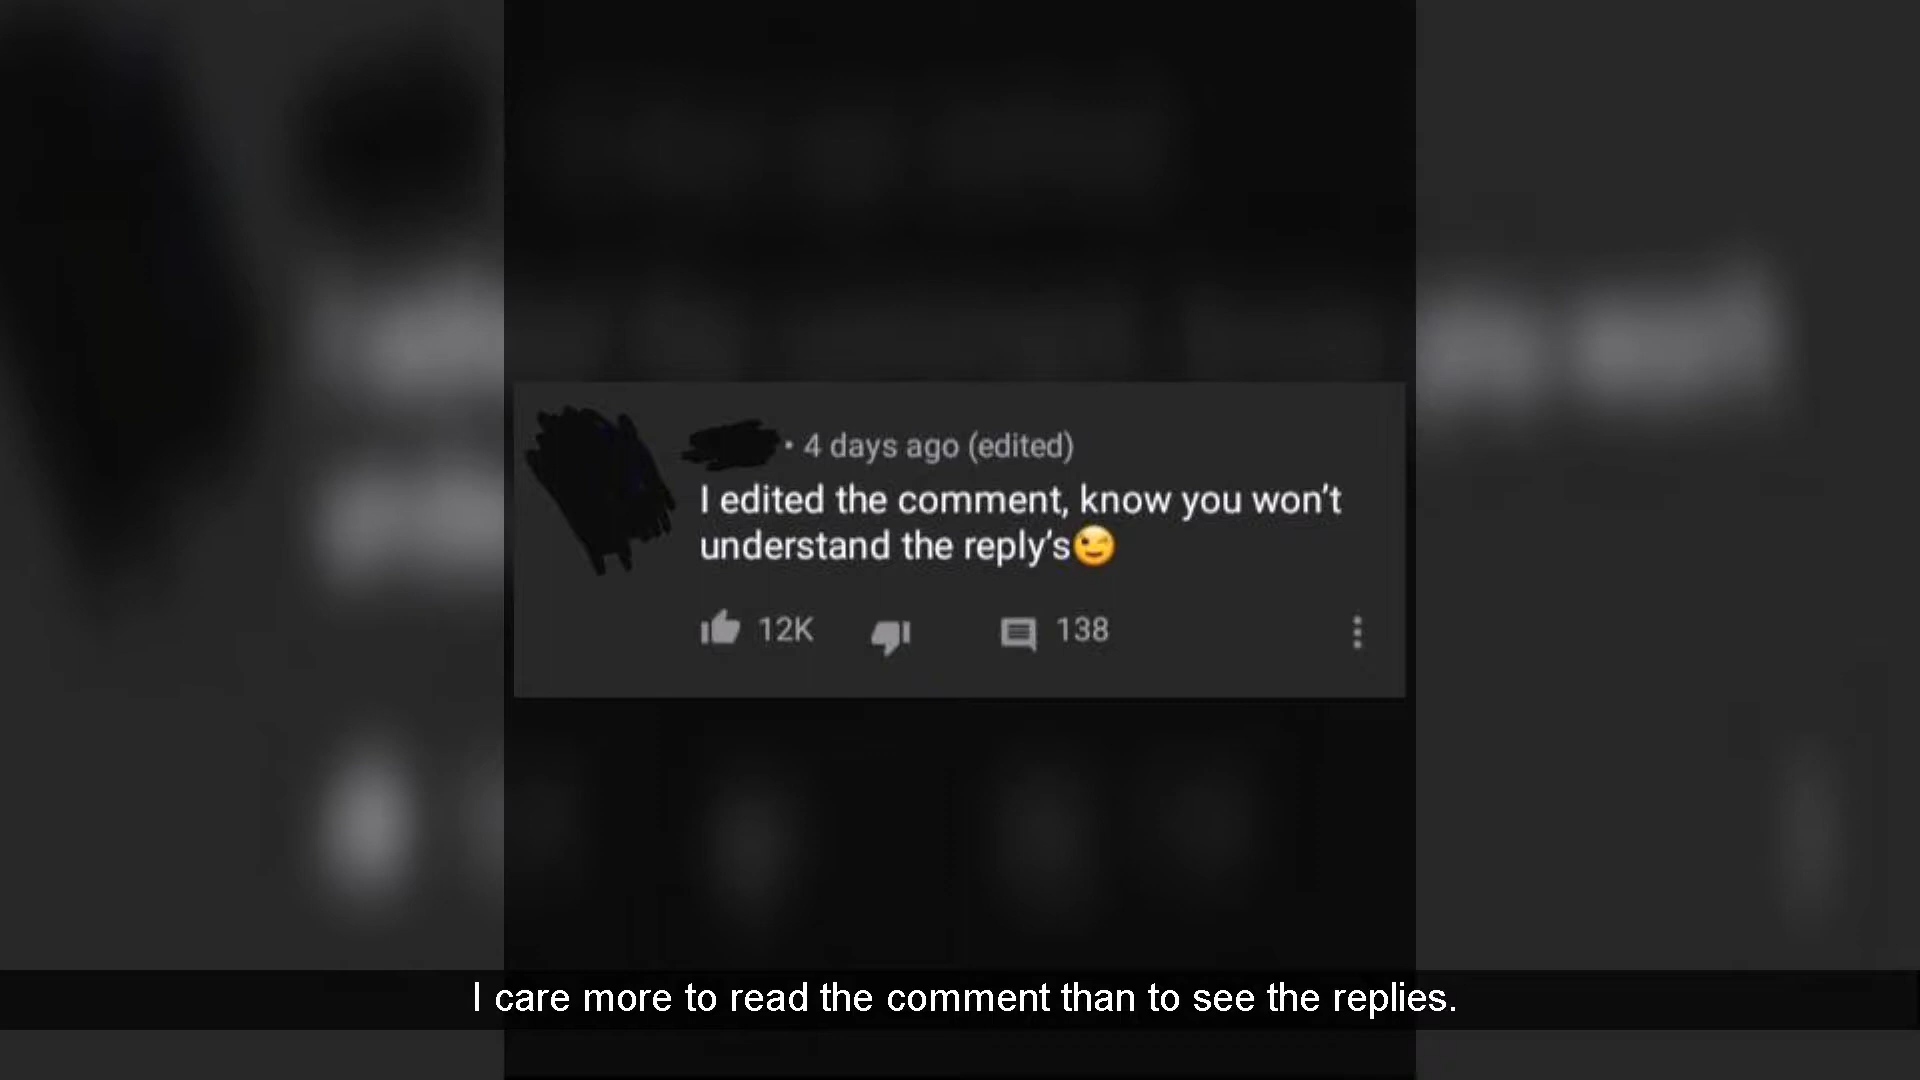 • 4 days ago (edited)
I edited the comment, know you won't
understand the reply's😉
12K 138
I care more to read the comment than to see the replies.